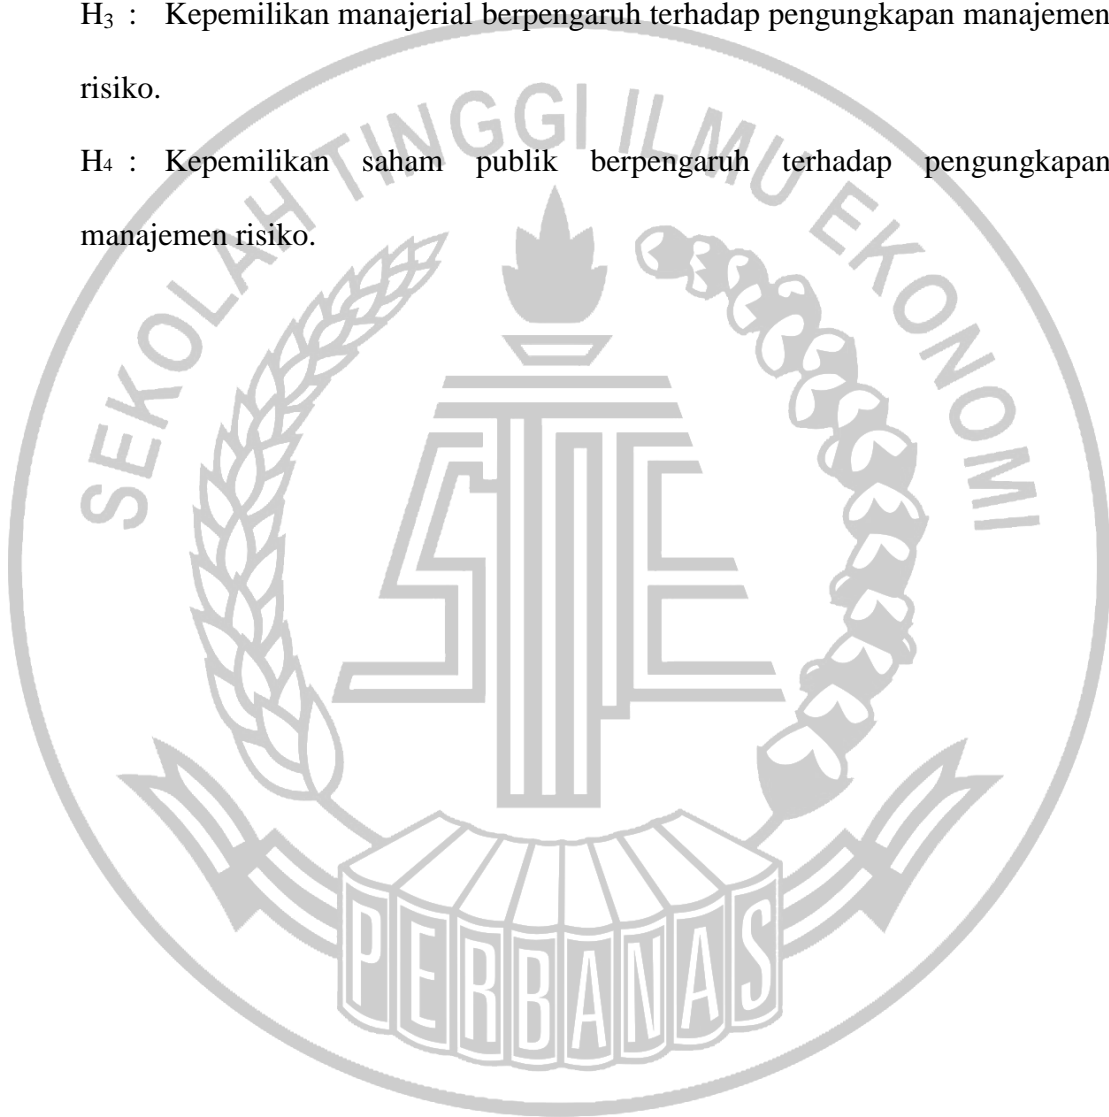 H₃ : Kepemilikan manajerial berpengaruh terhadap pengungkapan manajemen
risiko.
H₄ : Kepemilikan saham publik berpengaruh terhadap pengungkapan
manajemen risiko.
SEKOLAH TINGGI ILMU EKONOMI
STIE
PERBANAS